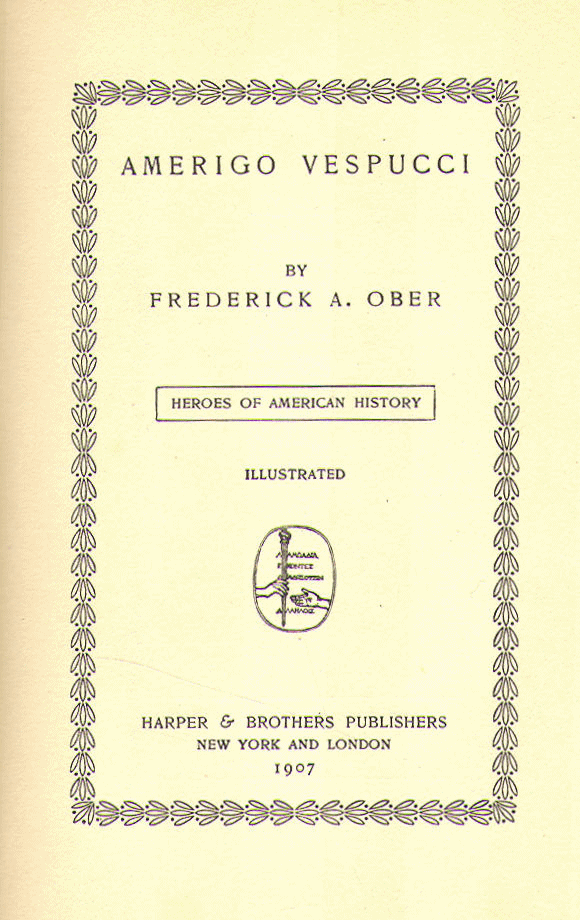 AMERIGO VESPUCCI
BY
FREDERICK A. OBER
HEROES OF AMERICAN HISTORY
ILLUSTRATED
HARPER & BROTHERS PUBLISHERS
NEW YORK AND LONDON
1907